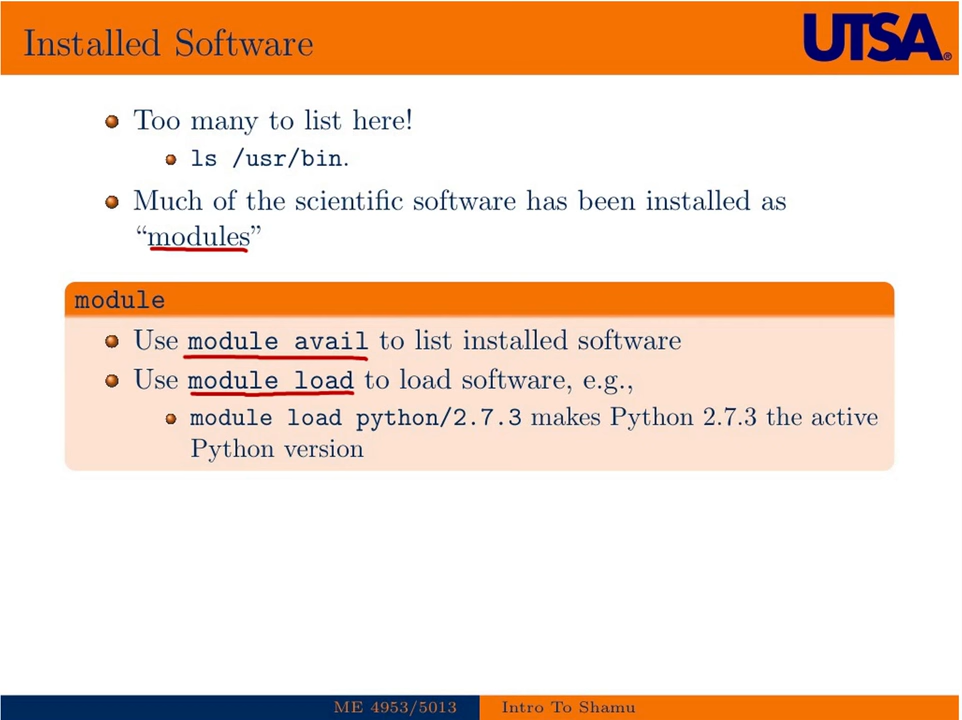 Installed Software
UTSA®
Too many to list here!
ls /usr/bin.
Much of the scientific software has been installed as
“modules”
module
Use module avail to list installed software
Use module load to load software, e.g.,
module load python/2.7.3 makes Python 2.7.3 the active
Python version
ME 4953/5013 Intro To Shamu